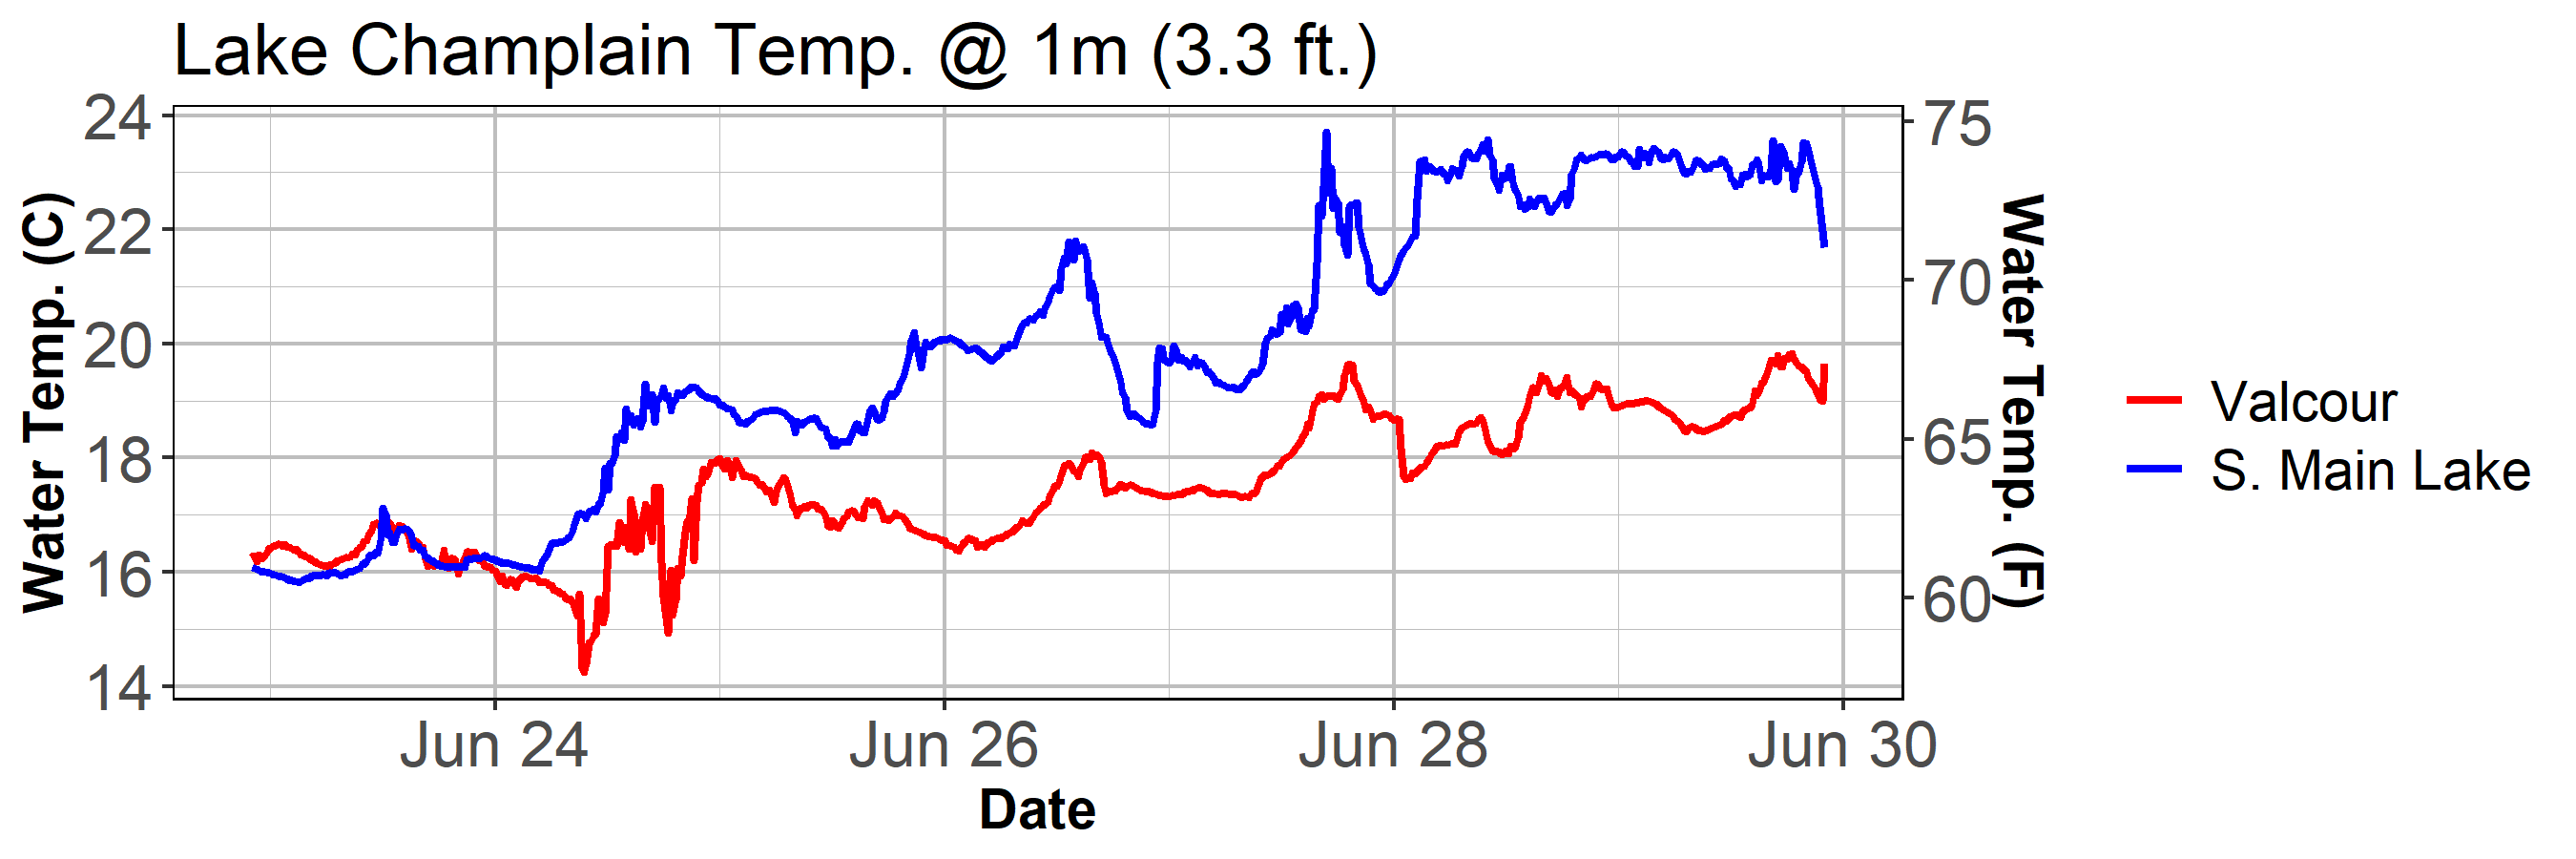 Lake Champlain Temp. @ 1m (3.3 ft.)
Water Temp. (C)
24
22
20
18
16
14
75
70
65
60
Water Temp. (F)
Jun 24
Jun 26
Jun 28
Jun 30
Date
Valcour
S. Main Lake